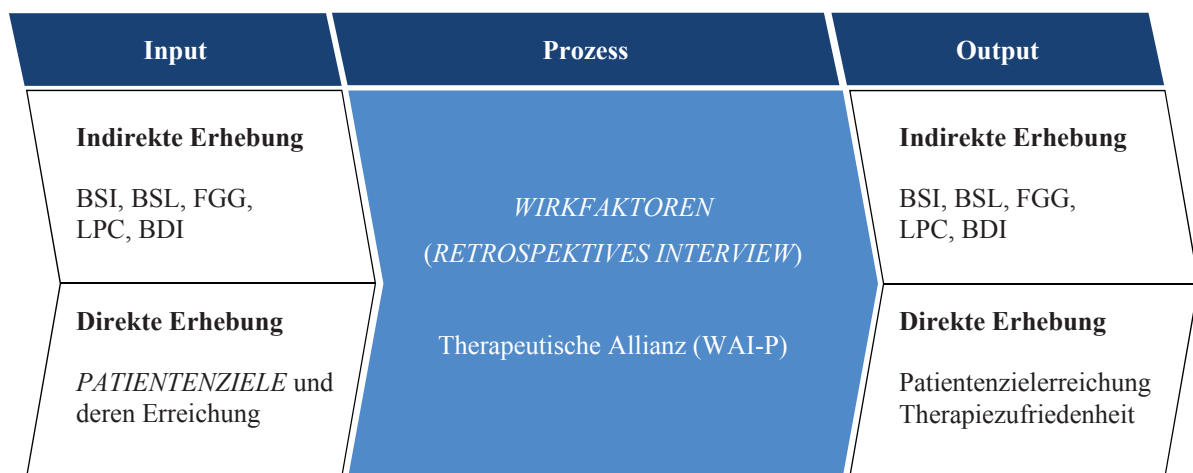 Input
Prozess
Output
Indirekte Erhebung
BSI, BSL, FGG,
LPC, BDI
Direkte Erhebung
PATIENTENZIELE und
deren Erreichung
WIRKFAKTOREN
(RETROSPEKTIVES INTERVIEW)
Therapeutische Allianz (WAI-P)
Indirekte Erhebung
BSI, BSL, FGG,
LPC, BDI
Direkte Erhebung
Patientenzielerreichung
Therapiezufriedenheit